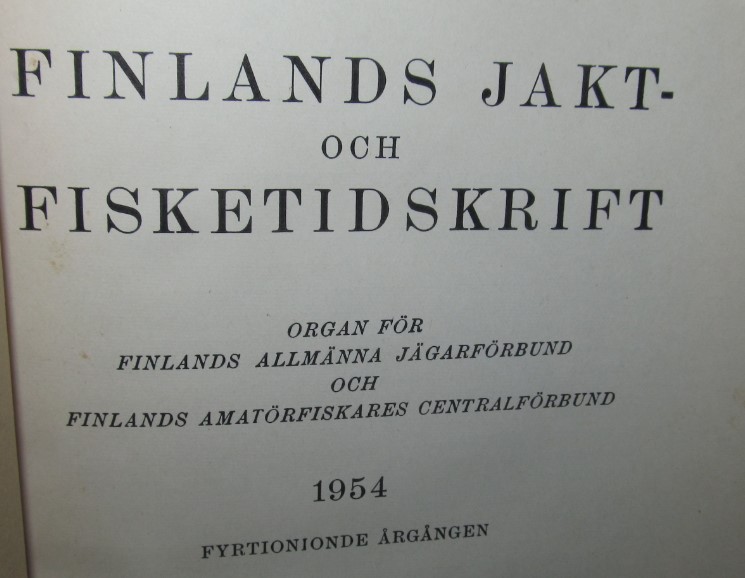 FINLANDS JAKT-
OCH
FISKETIDSKRIFT
ORGAN FÖR
FINLANDS ALLMÄNNA JÄGARFÖRBUND
OCH
FINLANDS AMATÖRFISKARES CENTRALFÖRBUND
1954
FYRTIONIONDE ÅRGÅNGEN